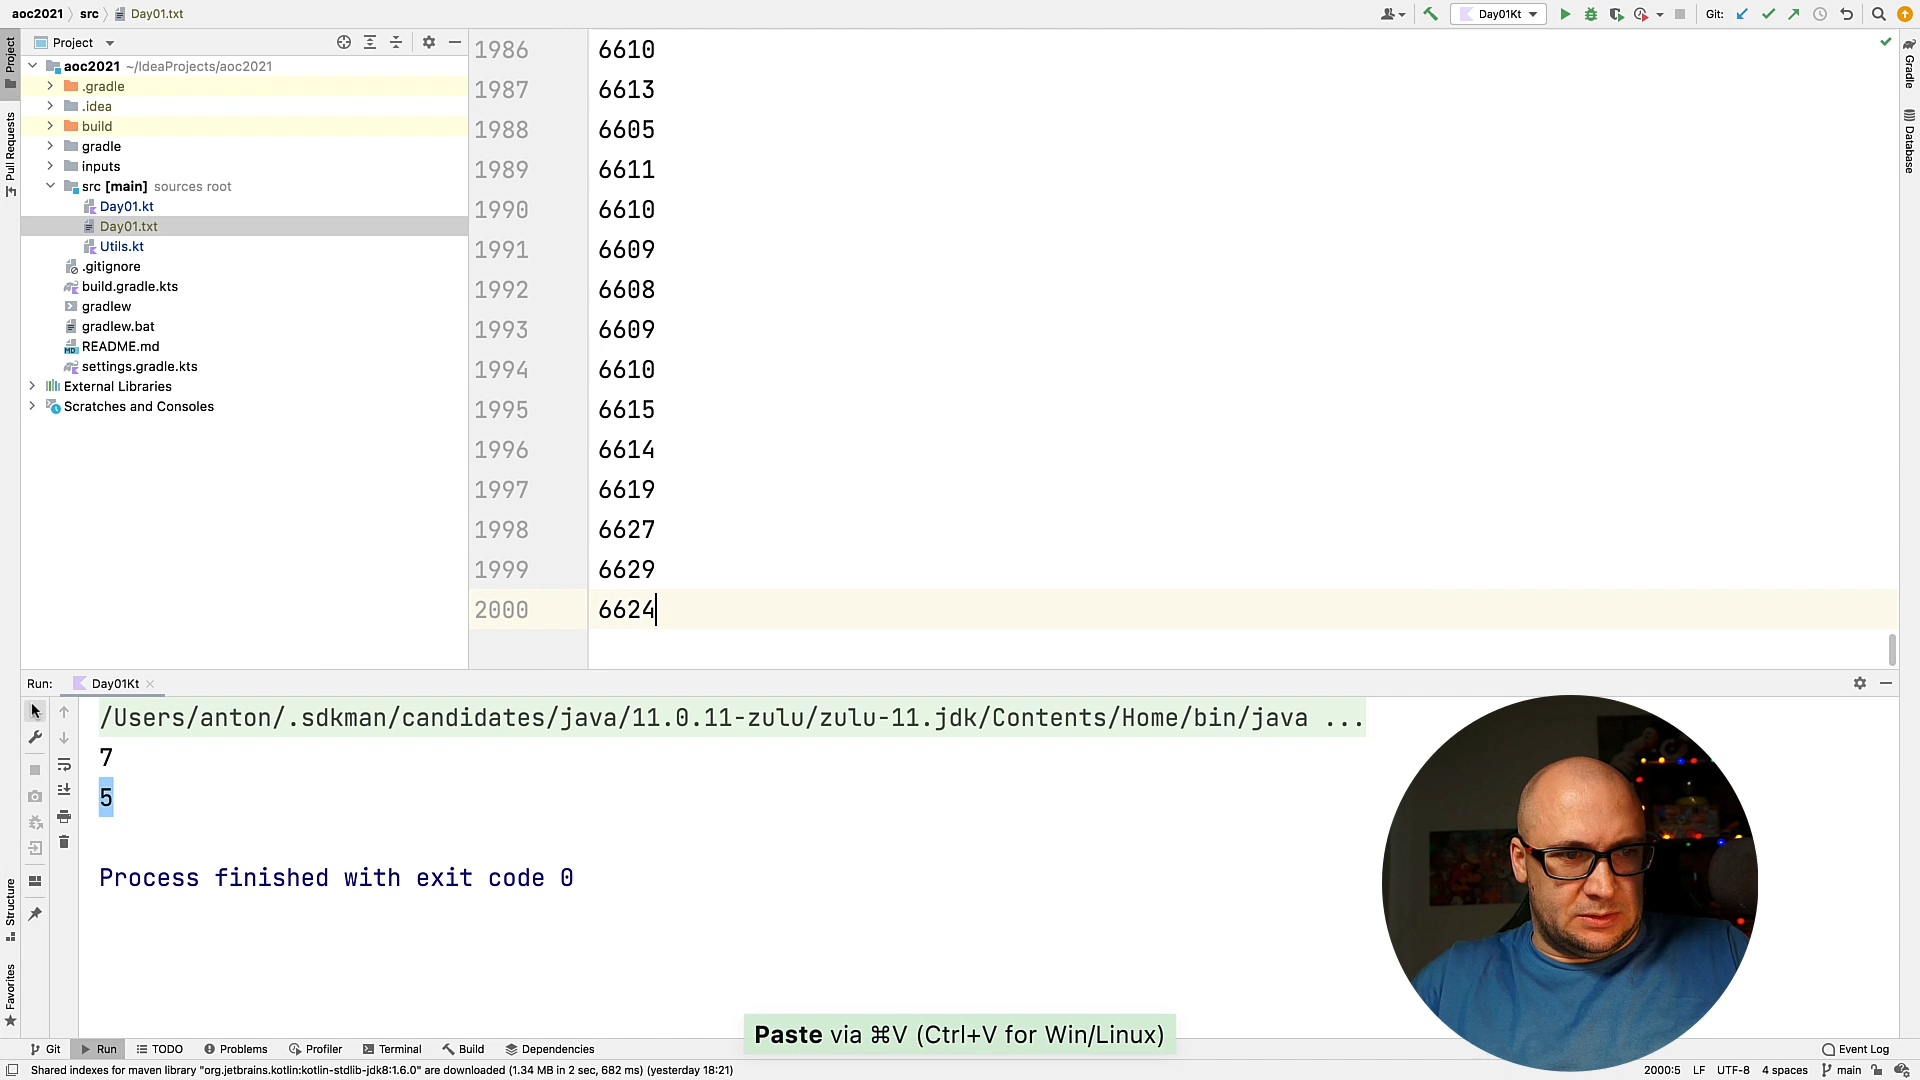 aoc2021 src Day01.txt
Day01Kt Git:
Project
aoc2021 ~/IdeaProjects/aoc2021
.gradle
.idea
build
gradle
inputs
src [main] sources root
Day01.kt
Day01.txt
Utils.kt
.gitignore
build.gradle.kts
gradlew
gradlew.bat
README.md
settings.gradle.kts
External Libraries
Scratches and Consoles
Project
Pull Requests
Structure
Favorites
Gradle
Database
1986 6610
1987 6613
1988 6605
1989 6611
1990 6610
1991 6609
1992 6608
1993 6609
1994 6610
1995 6615
1996 6614
1997 6619
1998 6627
1999 6629
2000 6624
Run: Day01Kt
/Users/anton/.sdkman/candidates/java/11.0.11-zulu/zulu-11.jdk/Contents/Home/bin/java ...
7
5
Process finished with exit code 0
Paste via ⌘V (Ctrl+V for Win/Linux)
Git Run TODO Problems Profiler Terminal Build Dependencies Event Log
Shared indexes for maven library "org.jetbrains.kotlin:kotlin-stdlib-jdk8:1.6.0" are downloaded (1.34 MB in 2 sec, 682 ms) (yesterday 18:21) 2000:5 LF UTF-8 4 spaces main